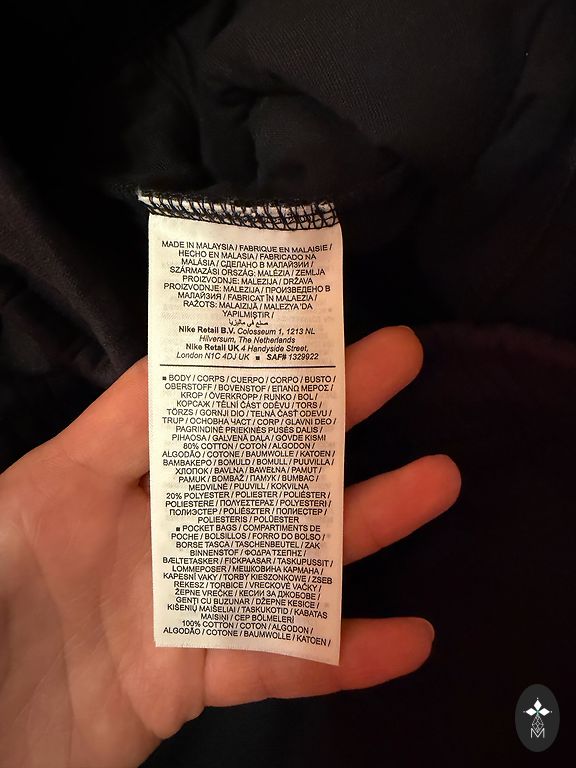 MADE IN MALAYSIA / FABRIQUE EN MALAISIE /
HECHO EN MALASIA / FABRICADO NA
MALÁSIA / СДЕЛАНО В МАЛАЙЗИИ /
SZÁRMAZÁSI ORSZÁG: MALÉZIA / ZEMLJA
PROIZVODNJE: MALEZIJA / DRŽAVA
PROIZVODNJE: MALEZIJA / ПРОИЗВЕДЕНО В
МАЛАЙЗИЯ / FABRICAT ÎN MALAEZIA /
RAŽOTS: MALAIZIJĀ / MALEZYA 'DA
YAPILMIŞTIR /
صنع في ماليزيا
Nike Retail B.V. Colosseum 1, 1213 NL
Hilversum, The Netherlands
Nike Retail UK 4 Handyside Street,
London N1C 4DJ UK ■ SAF# 1329922
■ BODY / CORPS / CUERPO / CORPO / BUSTO /
OBERSTOFF / BOVENSTOF / ΕΠΑΝΩ ΜΕΡΟΣ /
KROP / ÖVERKROPP / RUNKO / BOL /
КОРСАЖ / TĚLNÍ ČÁST ODĚVU / TORS /
TÖRZS / GORNJI DIO / TELNÁ ČASŤ ODEVU /
TRUP / ОСНОВНА ЧАСТ / CORP / GLAVNI DEO /
PAGRINDINĖ PRIEKINĖS PUSĖS DALIS /
PIHAOSA / GALVENĀ DAĻA / GÖVDE KISMI
80% COTTON / COTON / ALGODON /
ALGODÃO / COTONE / BAUMWOLLE / KATOEN /
ΒΑΜΒΑΚΕΡΟ / BOMULD / BOMULL / PUUVILLA /
ХЛОПОК / BAVLNA / BAWEŁNA / PAMUT /
PAMUK / BOMBAŽ / ПАМУК / BUMBAC /
MEDVILNĖ / PUUVILL / KOKVILNA
20% POLYESTER / POLIESTER / POLIÉSTER /
POLIESTERE / ΠΟΛΥΕΣΤΕΡΑΣ / POLYESTERI /
ПОЛИЭСТЕР / POLIÉSZTER / ПОЛИЕСТЕР /
POLIESTERIS / POLÜESTER
■ POCKET BAGS / COMPARTIMENTS DE
POCHE / BOLSILLOS / FORRO DO BOLSO /
BORSE TASCA / TASCHENBEUTEL / ZAK
BINNENSTOF / ΦΟΔΡΑ ΤΣΕΠΗΣ /
BÆLTETASKER / FICKPAASAR / TASKUPUSSIT /
LOMMEPOSER / МЕШКОВИНА КАРМАНА /
KAPESNÍ VAKY / TORBY KIESZONKOWE / ZSEB
REKESZ / TORBICE / VRECKOVÉ VAČKY /
ŽEPNE VREČKE / КЕСИИ ЗА ДЖОБОВЕ /
GENȚI CU BUZUNAR / DŽEPNE KESICE /
KIŠENIŲ MAIŠELIAI / TASKUKOTID / KABATAS
MAISIŅI / CEP BÖLMELERİ
100% COTTON / COTON / ALGODON /
ALGODÃO / COTONE / BAUMWOLLE / KATOEN /
M